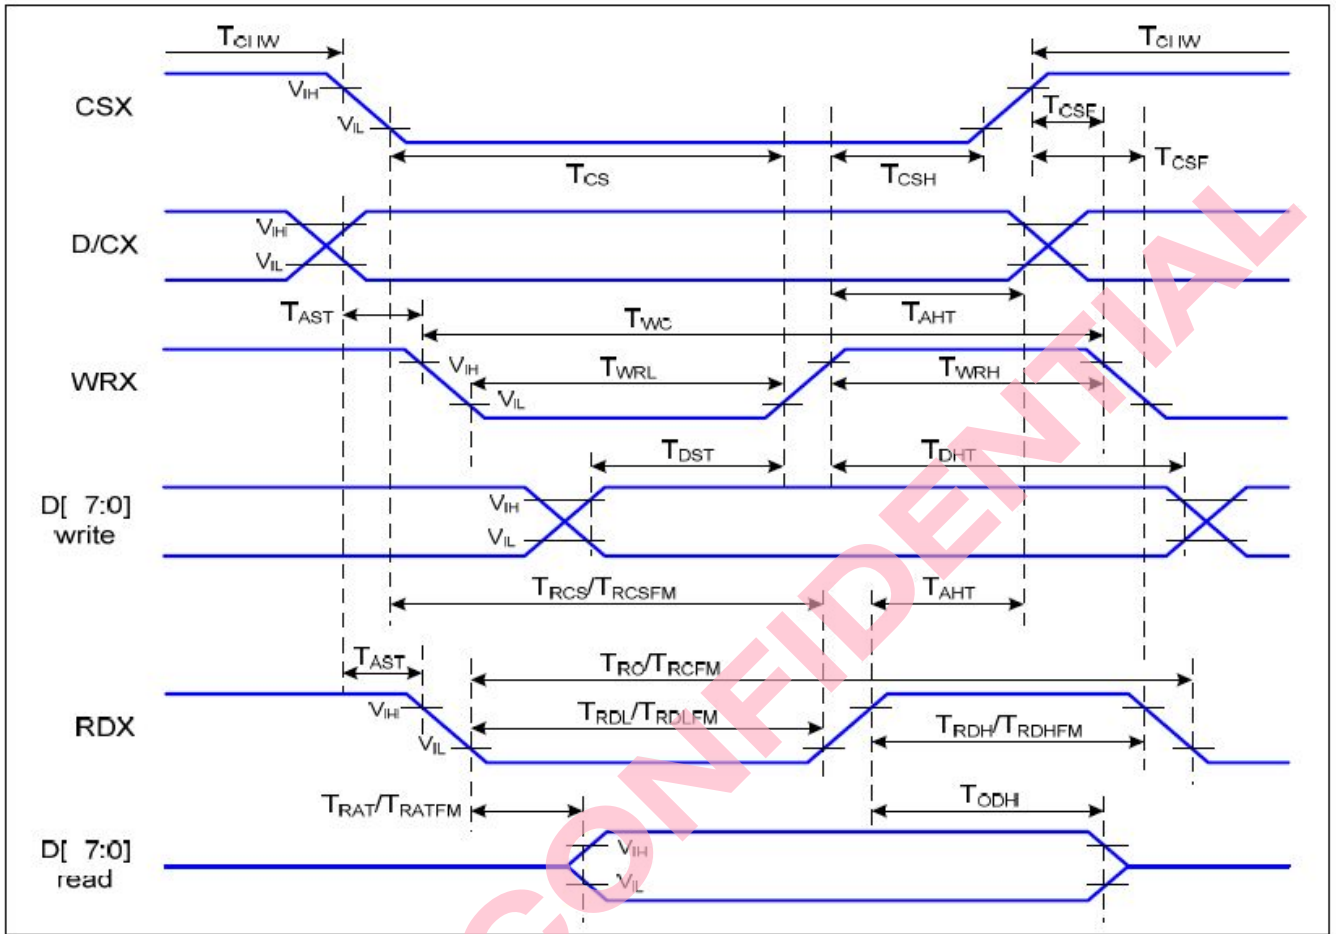 TCHW TCHW
CSX VIH TCSF
VIL
TCS TCSH TCSF
D/CX VIH
VIL
TAST TWC TAHT
WRX VIH TWRL TWRH
VIL
TDST TDHT
D[ 7:0] VIH
write VIL
TRCS/TRCSFM TAHT
TAST TRC/TRCFM
RDX VIH TRDL/TRDLFM TRDH/TRDHFM
VIL
TRAT/TRATFM TODH
D[ 7:0] VIH
read VIL
CONFIDENTIAL